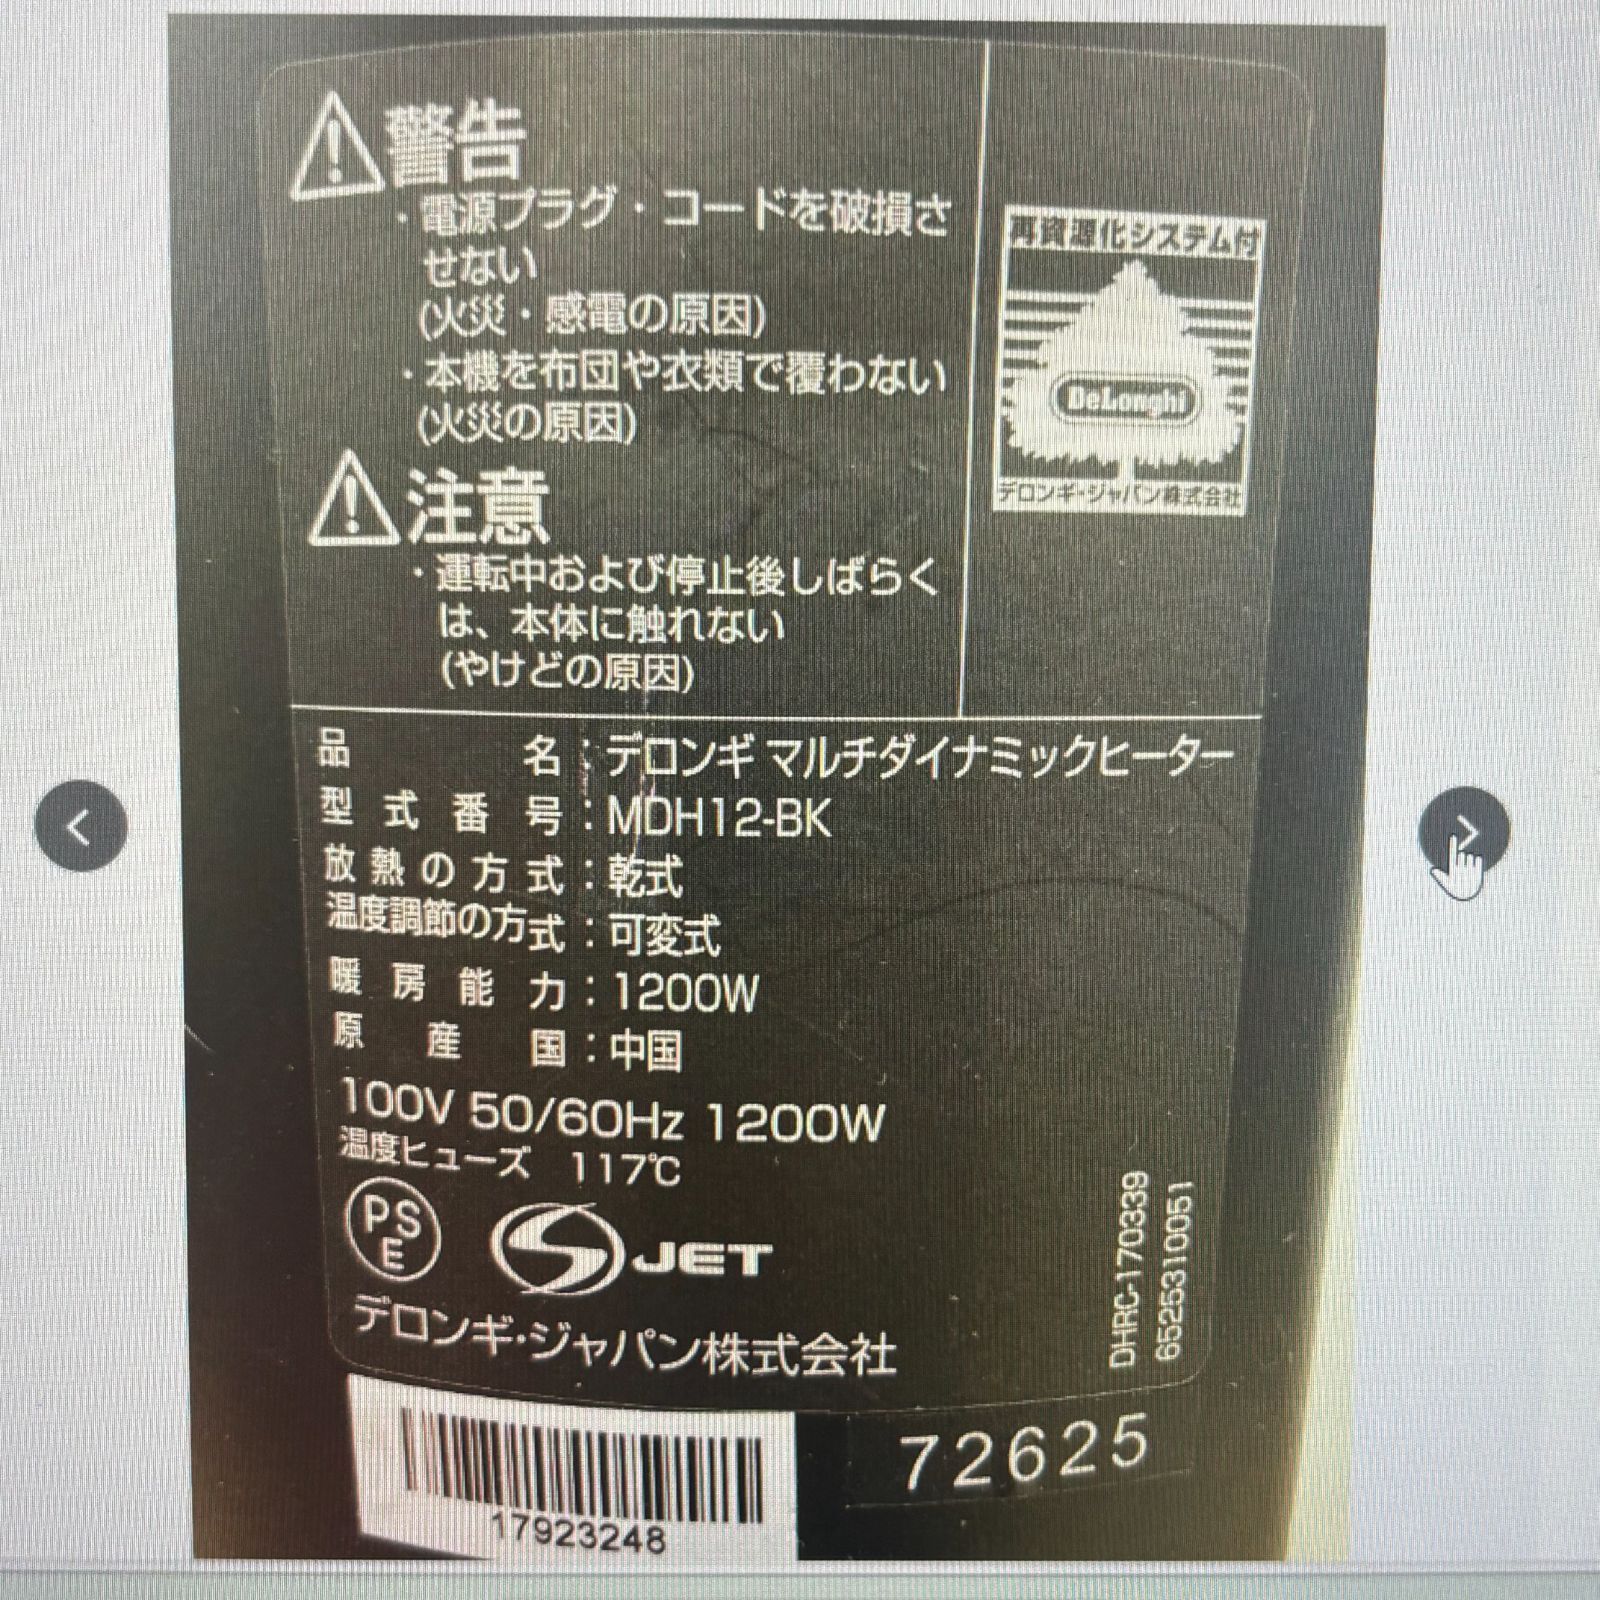 警告
・電源プラグ・コードを破損さ
せない
(火災・感電の原因)
・本機を布団や衣類で覆わない
(火災の原因)
注意
・運転中および停止後しばらく
は、本体に触れない
(やけどの原因)
再資源化システム付
DeLonghi
デロンギ・ジャパン株式会社
品名：デロンギ マルチダイナミックヒーター
型式番号：MDH12-BK
放熱の方式：乾式
温度調節の方式：可変式
暖房能力：1200W
原産国：中国
100V 50/60Hz 1200W
温度ヒューズ 117℃
PSE
JET
デロンギ・ジャパン株式会社
DHRC-170339
6525310051
17923248
72625